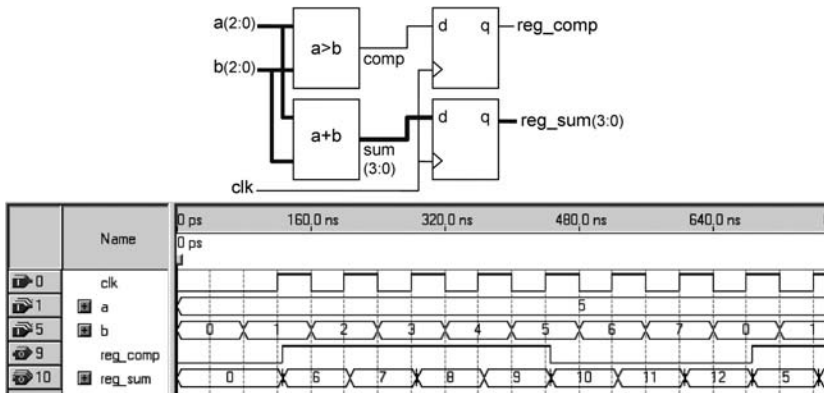 a(2:0)
b(2:0)
a>b
comp
d q
reg_comp
a+b
sum
(3:0)
d q
reg_sum(3:0)
clk
Name
0 ps 160.0 ns 320.0 ns 480.0 ns 640.0 ns
0 ps
0 clk
1 a 5
5 b 0 1 2 3 4 5 6 7 0 1
9 reg_comp
10 reg_sum 0 6 7 8 9 10 11 12 5